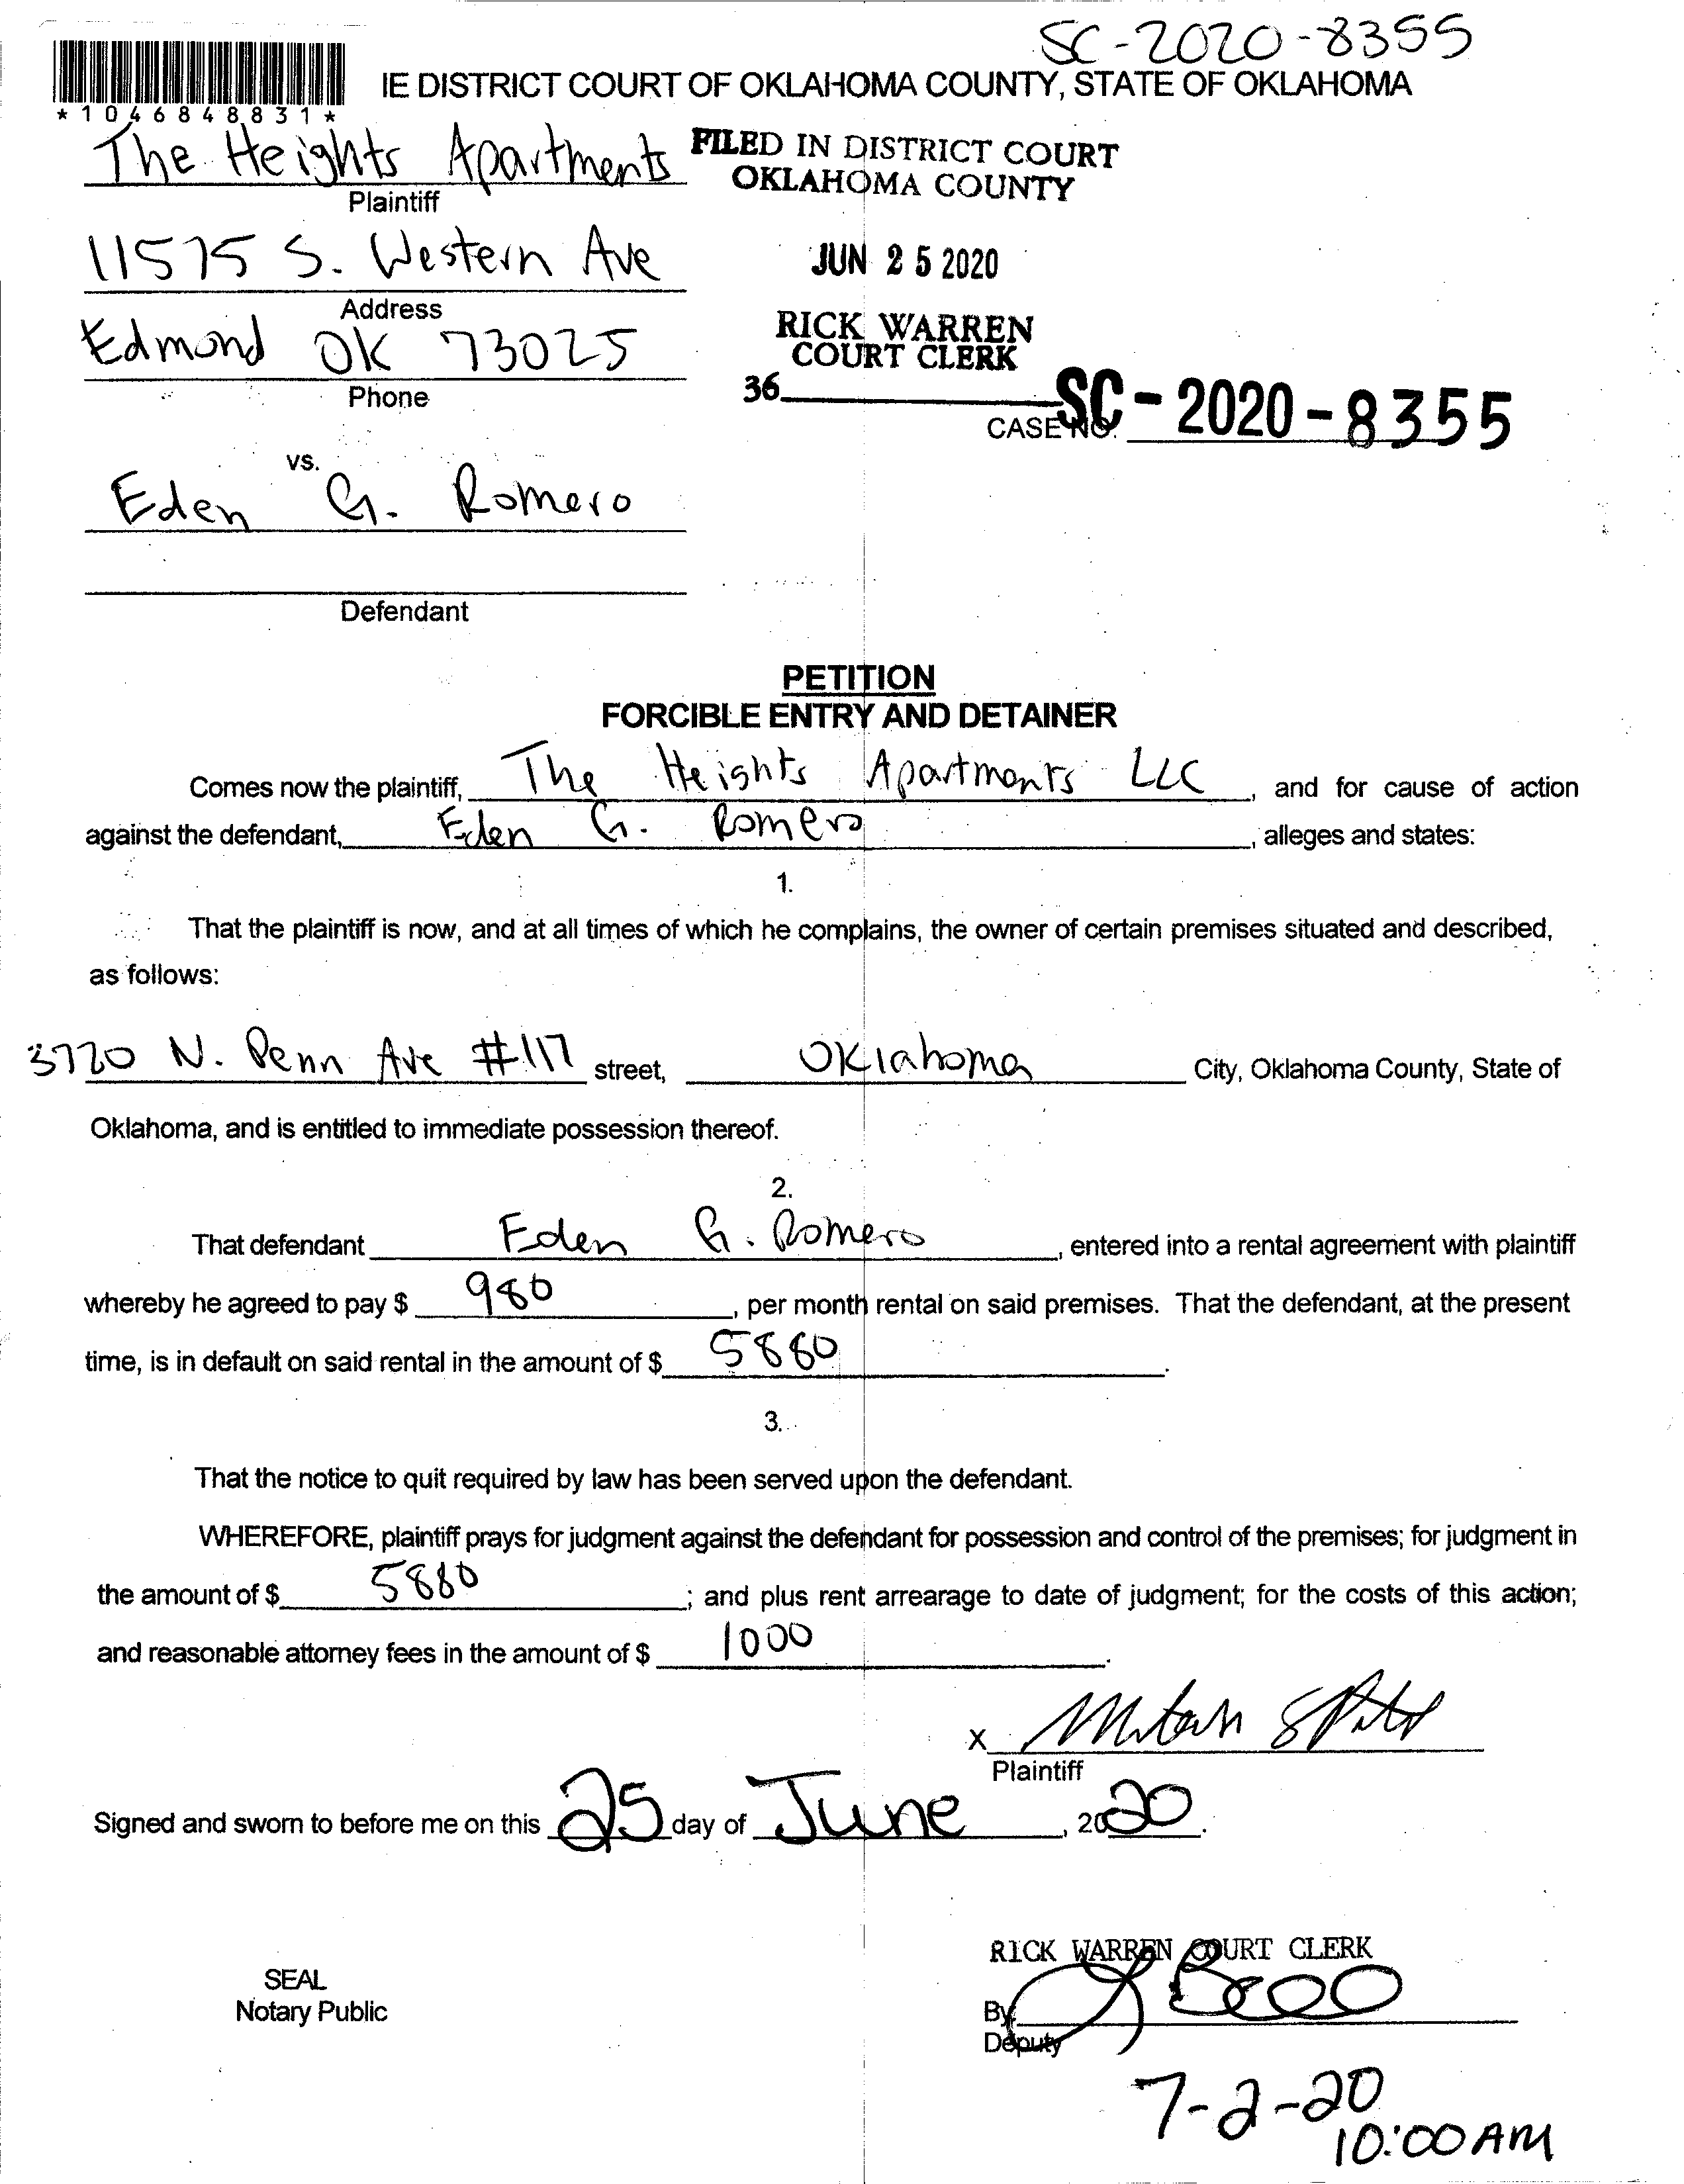 SC-2020-8355
IE DISTRICT COURT OF OKLAHOMA COUNTY, STATE OF OKLAHOMA
*1046848831*
The Heights Apartments
Plaintiff
FILED IN DISTRICT COURT
OKLAHOMA COUNTY
11575 S. Western Ave
Address
JUN 25 2020
Edmond OK 73025
Phone
RICK WARREN
COURT CLERK
36
CASE NO. SC-2020-8355
vs.
Eden G. Romero
Defendant
PETITION
FORCIBLE ENTRY AND DETAINER
Comes now the plaintiff, The Heights Apartments LLC, and for cause of action
against the defendant, Eden G. Romero, alleges and states:
1.
That the plaintiff is now, and at all times of which he complains, the owner of certain premises situated and described,
as follows:
3720 N. Penn Ave #117 street, Oklahoma City, Oklahoma County, State of
Oklahoma, and is entitled to immediate possession thereof.
2.
That defendant Eden G. Romero, entered into a rental agreement with plaintiff
whereby he agreed to pay $ 980, per month rental on said premises. That the defendant, at the present
time, is in default on said rental in the amount of $ 5880.
3.
That the notice to quit required by law has been served upon the defendant.
WHEREFORE, plaintiff prays for judgment against the defendant for possession and control of the premises; for judgment in
the amount of $ 5880; and plus rent arrearage to date of judgment; for the costs of this action;
and reasonable attorney fees in the amount of $ 1000.
X
Plaintiff
Signed and sworn to before me on this 25 day of June, 2020.
RICK WARREN COURT CLERK
SEAL
Notary Public
By
Deputy
7-2-20
10:00 AM